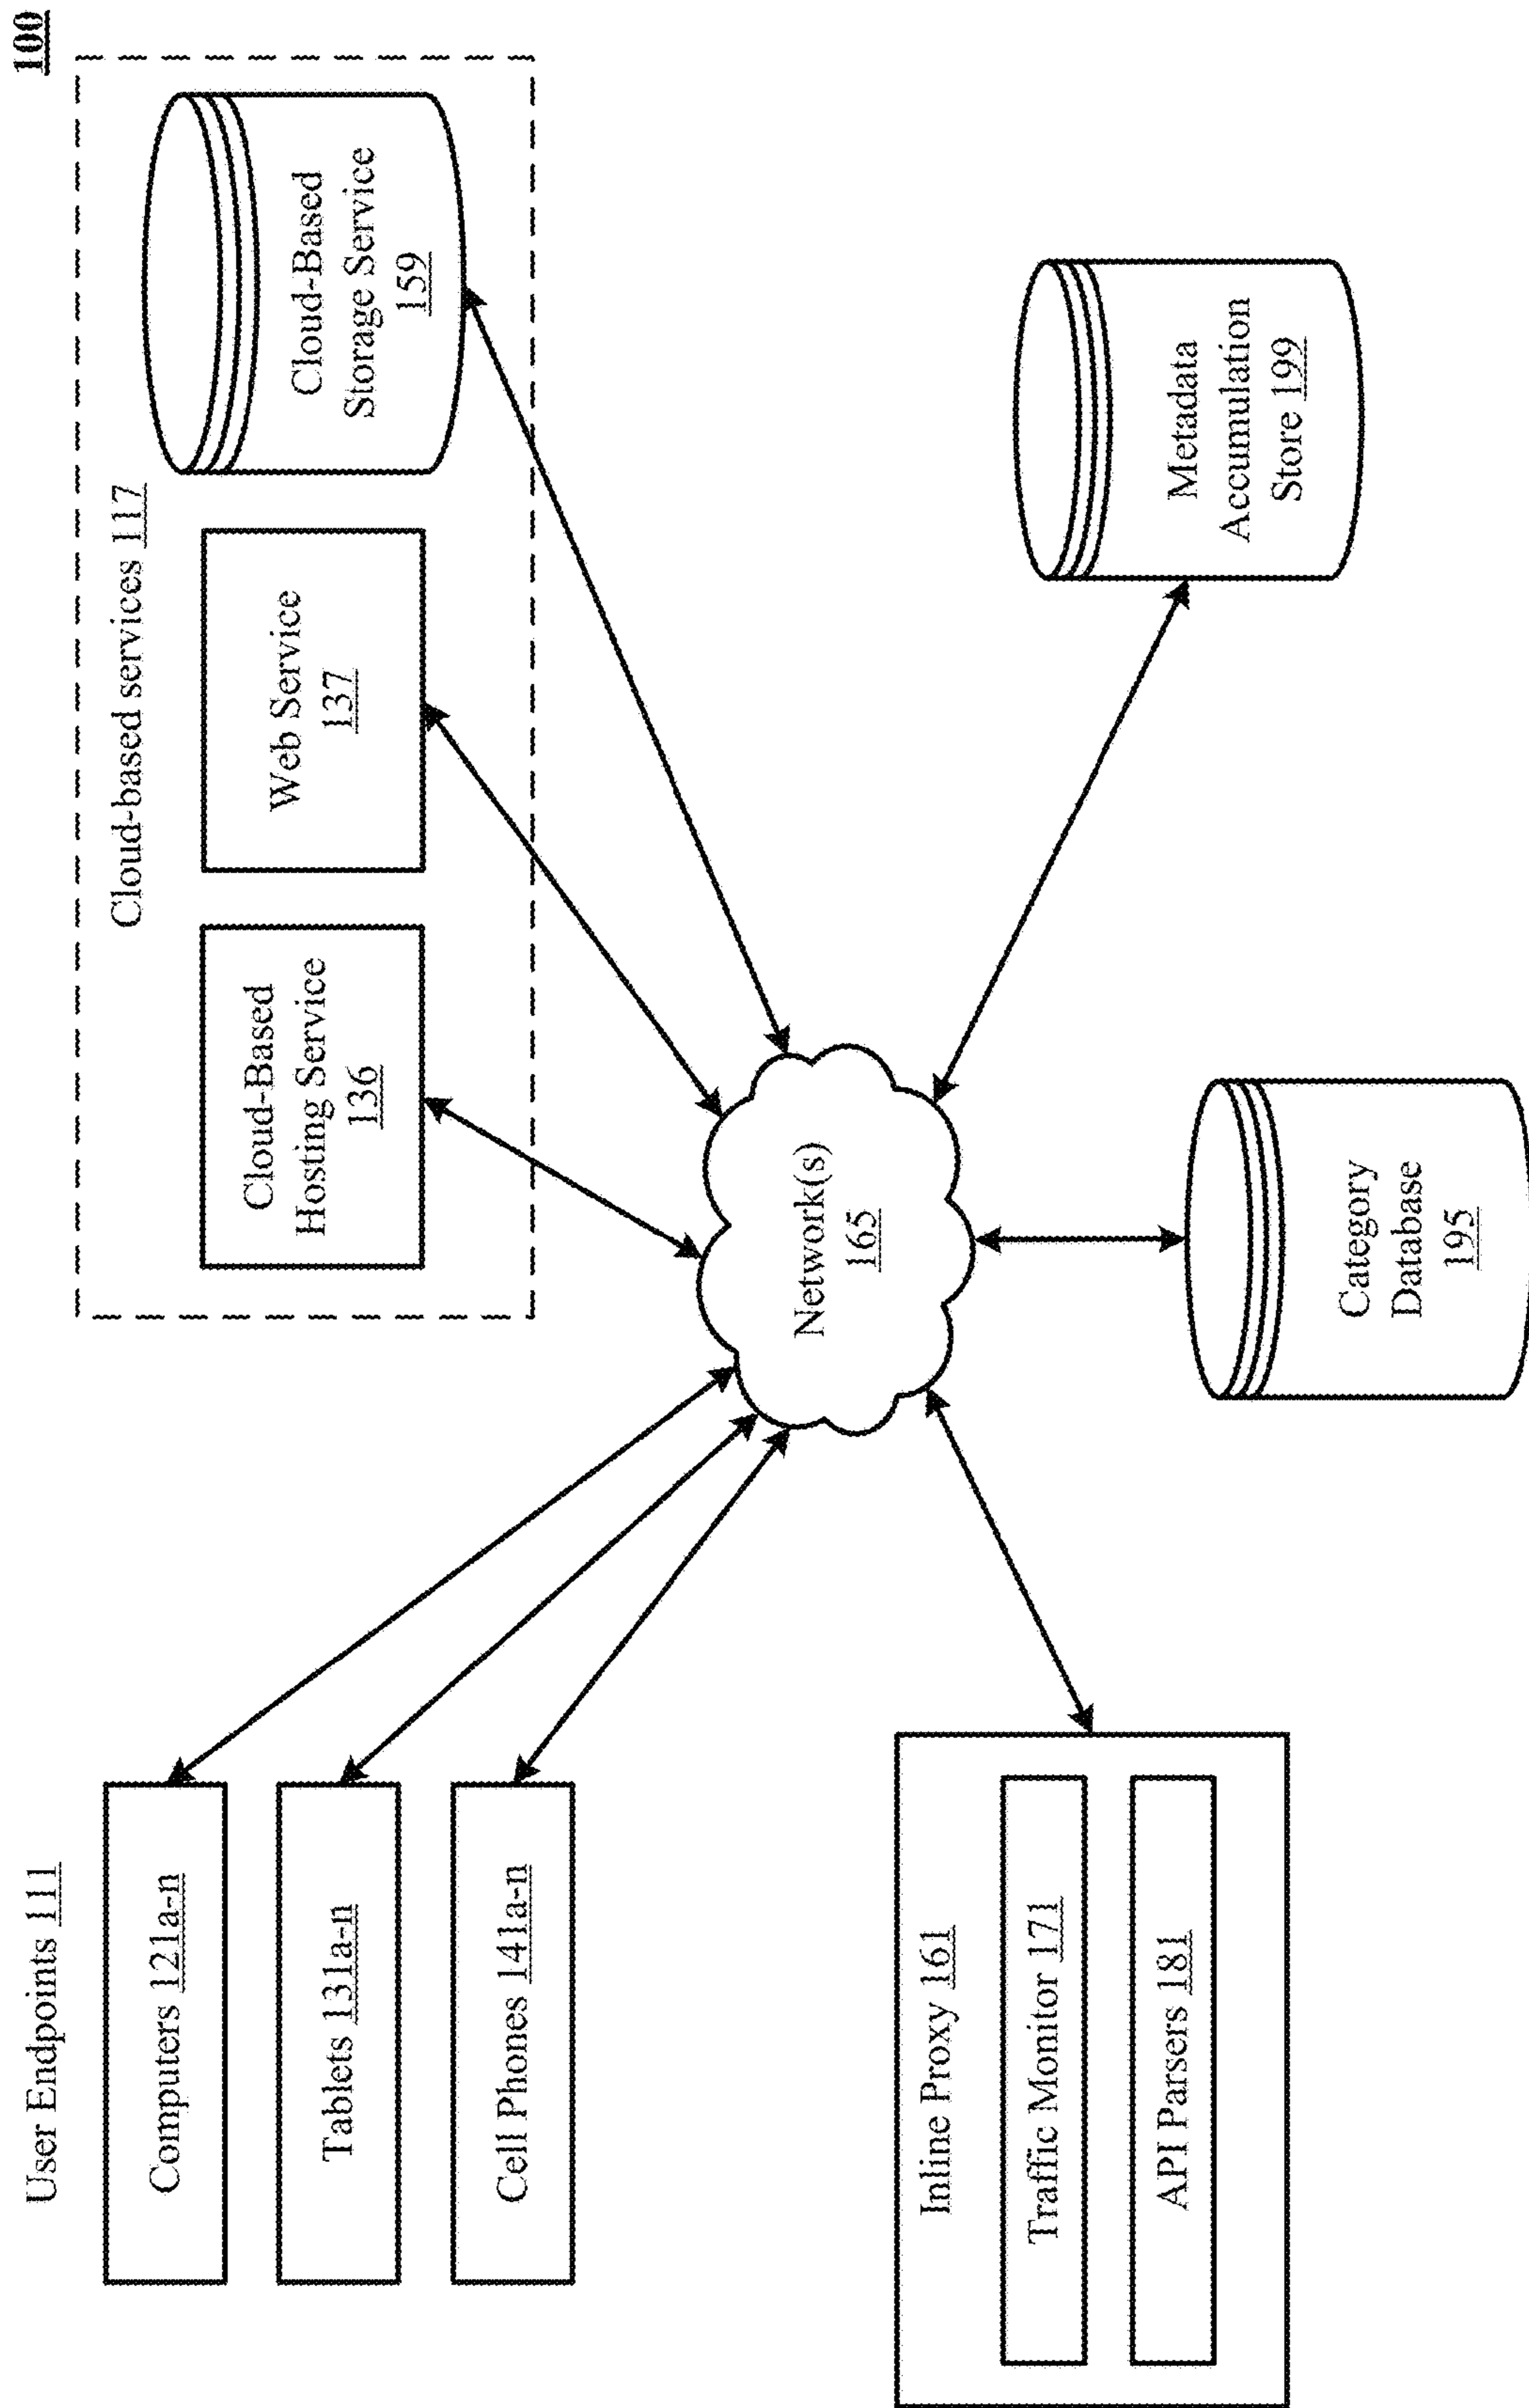 100
User Endpoints 111
Computers 121a-n
Tablets 131a-n
Cell Phones 141a-n
Cloud-based services 117
Cloud-Based
Hosting Service
136
Web Service
137
Cloud-Based
Storage Service
159
Network(s)
165
Inline Proxy 161
Traffic Monitor 171
API Parsers 181
Category
Database
195
Metadata
Accumulation
Store 199